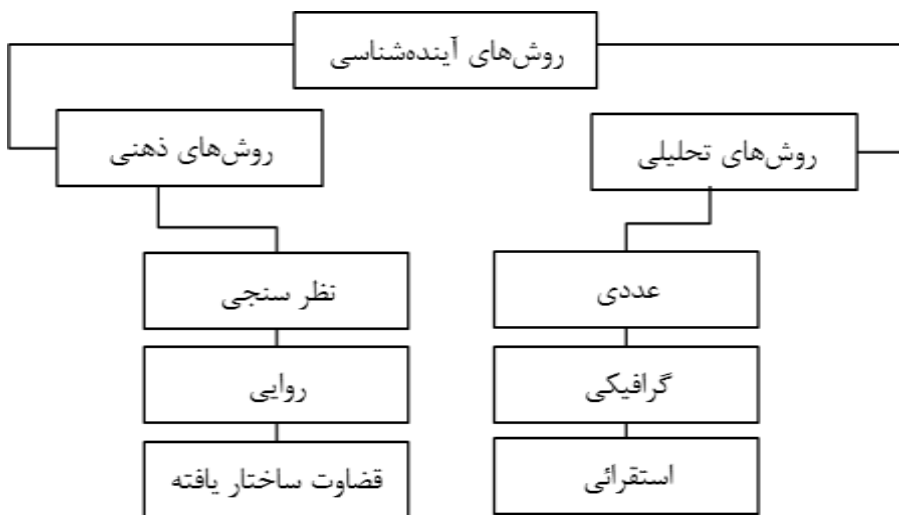 روش‌های آینده‌شناسی
روش‌های تحلیلی
روش‌های ذهنی
عددی
نظر سنجی
گرافیکی
روایی
استقرائی
قضاوت ساختار یافته